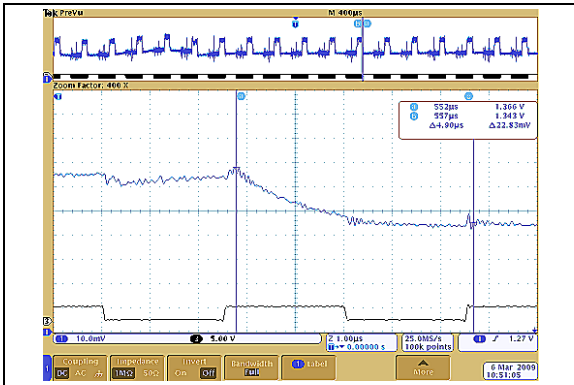 Tek PreVu
M 400µs
Zoom Factor: 400 X
a 552µs 1.366 V
b 557µs 1.343 V
Δ4.90µs Δ22.83mV
1 10.0mV
5.00 V
Z 1.00µs
T 0.00000 s
25.0MS/s
100k points
1 1.27 V
Coupling
DC AC
Impedance
1MΩ 50Ω
Invert
On Off
Bandwidth
Full
1 Label
More
6 Mar 2009
10:51:05